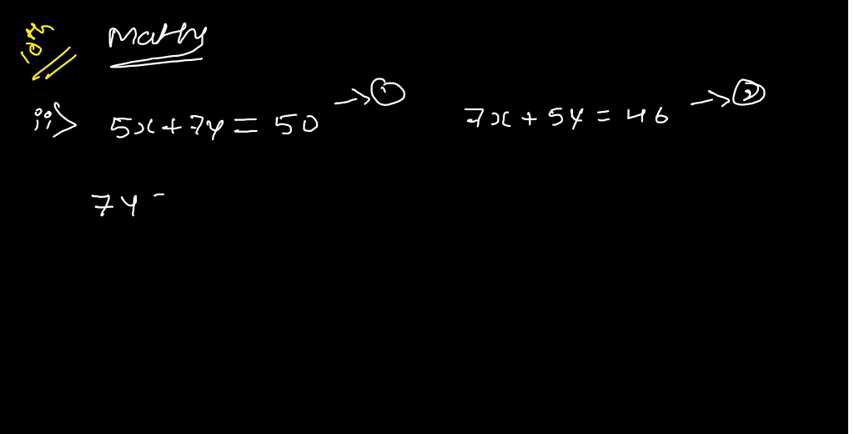 10th Maths
ii> 5x+7y=50 → ① 7x+5y=46 → ②
7y -